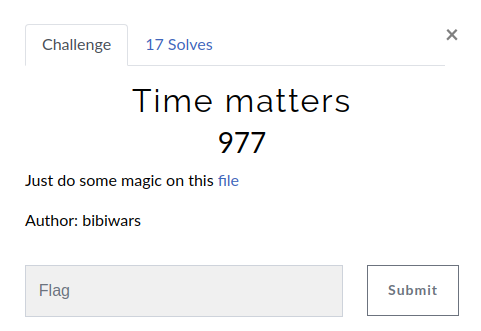 Challenge 17 Solves ×
Time matters
977
Just do some magic on this file
Author: bibiwars
Flag Submit